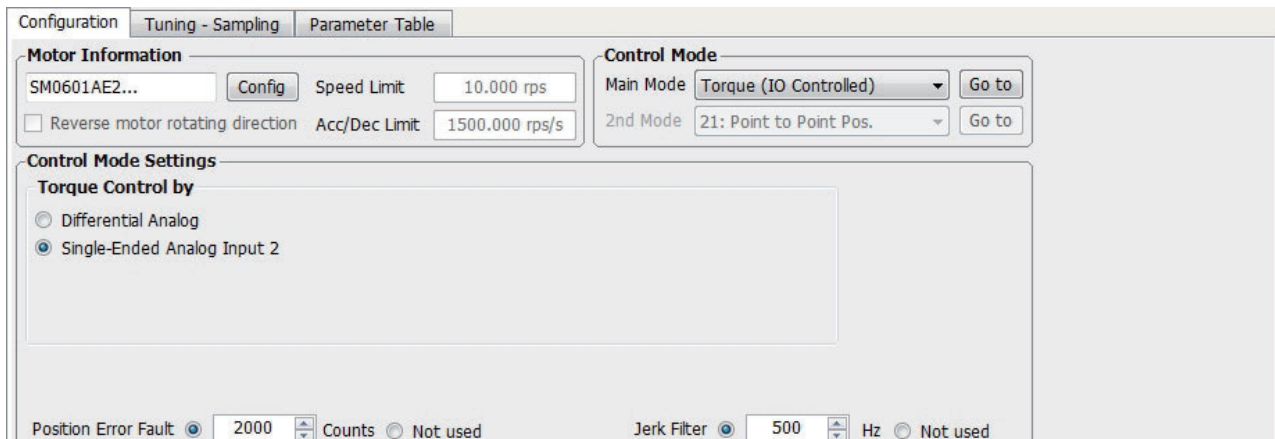 Configuration Tuning - Sampling Parameter Table
Motor Information
SM0601AE2... Config Speed Limit 10.000 rps
Reverse motor rotating direction Acc/Dec Limit 1500.000 rps/s
Control Mode
Main Mode Torque (IO Controlled) Go to
2nd Mode 21: Point to Point Pos. Go to
Control Mode Settings
Torque Control by
Differential Analog
Single-Ended Analog Input 2
Position Error Fault 2000 Counts Not used Jerk Filter 500 Hz Not used